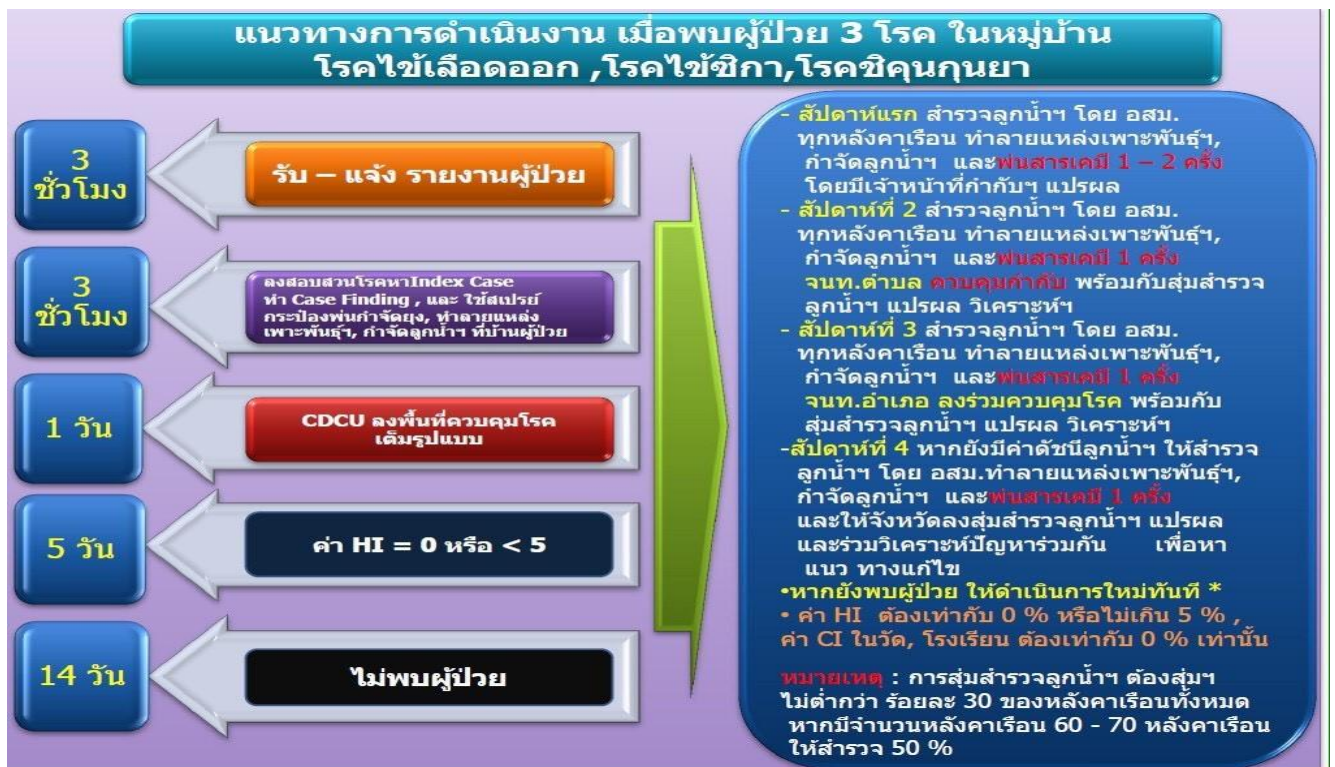 แนวทางการดำเนินงาน เมื่อพบผู้ป่วย 3 โรค ในหมู่บ้าน
โรคไข้เลือดออก ,โรคไข้ซิกา,โรคชิคุนกุนยา
3
ชั่วโมง
รับ – แจ้ง รายงานผู้ป่วย
3
ชั่วโมง
ลงสอบสวนโรคหาIndex Case
ทำ Case Finding , และ ใช้สเปรย์
กระป๋องพ่นกำจัดยุง, ทำลายแหล่ง
เพาะพันธุ์ฯ, กำจัดลูกน้ำฯ ที่บ้านผู้ป่วย
1 วัน
CDCU ลงพื้นที่ควบคุมโรค
เต็มรูปแบบ
5 วัน
ค่า HI = 0 หรือ < 5
14 วัน
ไม่พบผู้ป่วย
- สัปดาห์แรก สำรวจลูกน้ำฯ โดย อสม.
ทุกหลังคาเรือน ทำลายแหล่งเพาะพันธุ์ฯ,
กำจัดลูกน้ำฯ และพ่นสารเคมี 1 – 2 ครั้ง
โดยมีเจ้าหน้าที่กำกับฯ แปรผล
- สัปดาห์ที่ 2 สำรวจลูกน้ำฯ โดย อสม.
ทุกหลังคาเรือน ทำลายแหล่งเพาะพันธุ์ฯ,
กำจัดลูกน้ำฯ และพ่นสารเคมี 1 ครั้ง
จนท.ตำบล ควบคุมกำกับ พร้อมกับสุ่มสำรวจ
ลูกน้ำฯ แปรผล วิเคราะห์ฯ
- สัปดาห์ที่ 3 สำรวจลูกน้ำฯ โดย อสม.
ทุกหลังคาเรือน ทำลายแหล่งเพาะพันธุ์ฯ,
กำจัดลูกน้ำฯ และพ่นสารเคมี 1 ครั้ง
จนท.อำเภอ ลงร่วมควบคุมโรค พร้อมกับ
สุ่มสำรวจลูกน้ำฯ แปรผล วิเคราะห์ฯ
-สัปดาห์ที่ 4 หากยังมีค่าดัชนีลูกน้ำฯ ให้สำรวจ
ลูกน้ำฯ โดย อสม.ทำลายแหล่งเพาะพันธุ์ฯ,
กำจัดลูกน้ำฯ และพ่นสารเคมี 1 ครั้ง
และให้จังหวัดลงสุ่มสำรวจลูกน้ำฯ แปรผล
และร่วมวิเคราะห์ปัญหาร่วมกัน เพื่อหา
แนว ทางแก้ไข
•หากยังพบผู้ป่วย ให้ดำเนินการใหม่ทันที *
• ค่า HI ต้องเท่ากับ 0 % หรือไม่เกิน 5 % ,
ค่า CI ในวัด, โรงเรียน ต้องเท่ากับ 0 % เท่านั้น
หมายเหตุ : การสุ่มสำรวจลูกน้ำฯ ต้องสุ่มฯ
ไม่ต่ำกว่า ร้อยละ 30 ของหลังคาเรือนทั้งหมด
หากมีจำนวนหลังคาเรือน 60 - 70 หลังคาเรือน
ให้สำรวจ 50 %